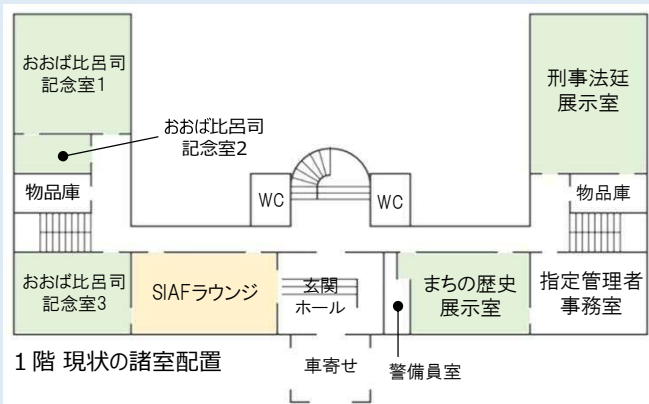 おおば比呂司
記念室1
刑事法廷
展示室
おおば比呂司
記念室2
物品庫
WC
WC
物品庫
おおば比呂司
記念室3
SIAFラウンジ
玄関
ホール
まちの歴史
展示室
指定管理者
事務室
1階 現状の諸室配置
車寄せ
警備員室